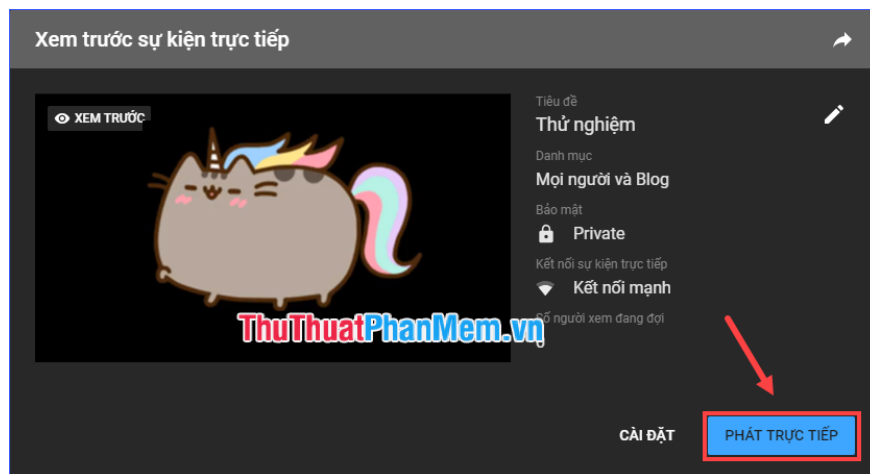 Xem trước sự kiện trực tiếp
XEM TRƯỚC
Tiêu đề
Thử nghiệm
Danh mục
Mọi người và Blog
Bảo mật
Private
Kết nối sự kiện trực tiếp
Kết nối mạnh
ThuThuatPhanMem.vn
Số người xem đang đợi
CÀI ĐẶT
PHÁT TRỰC TIẾP